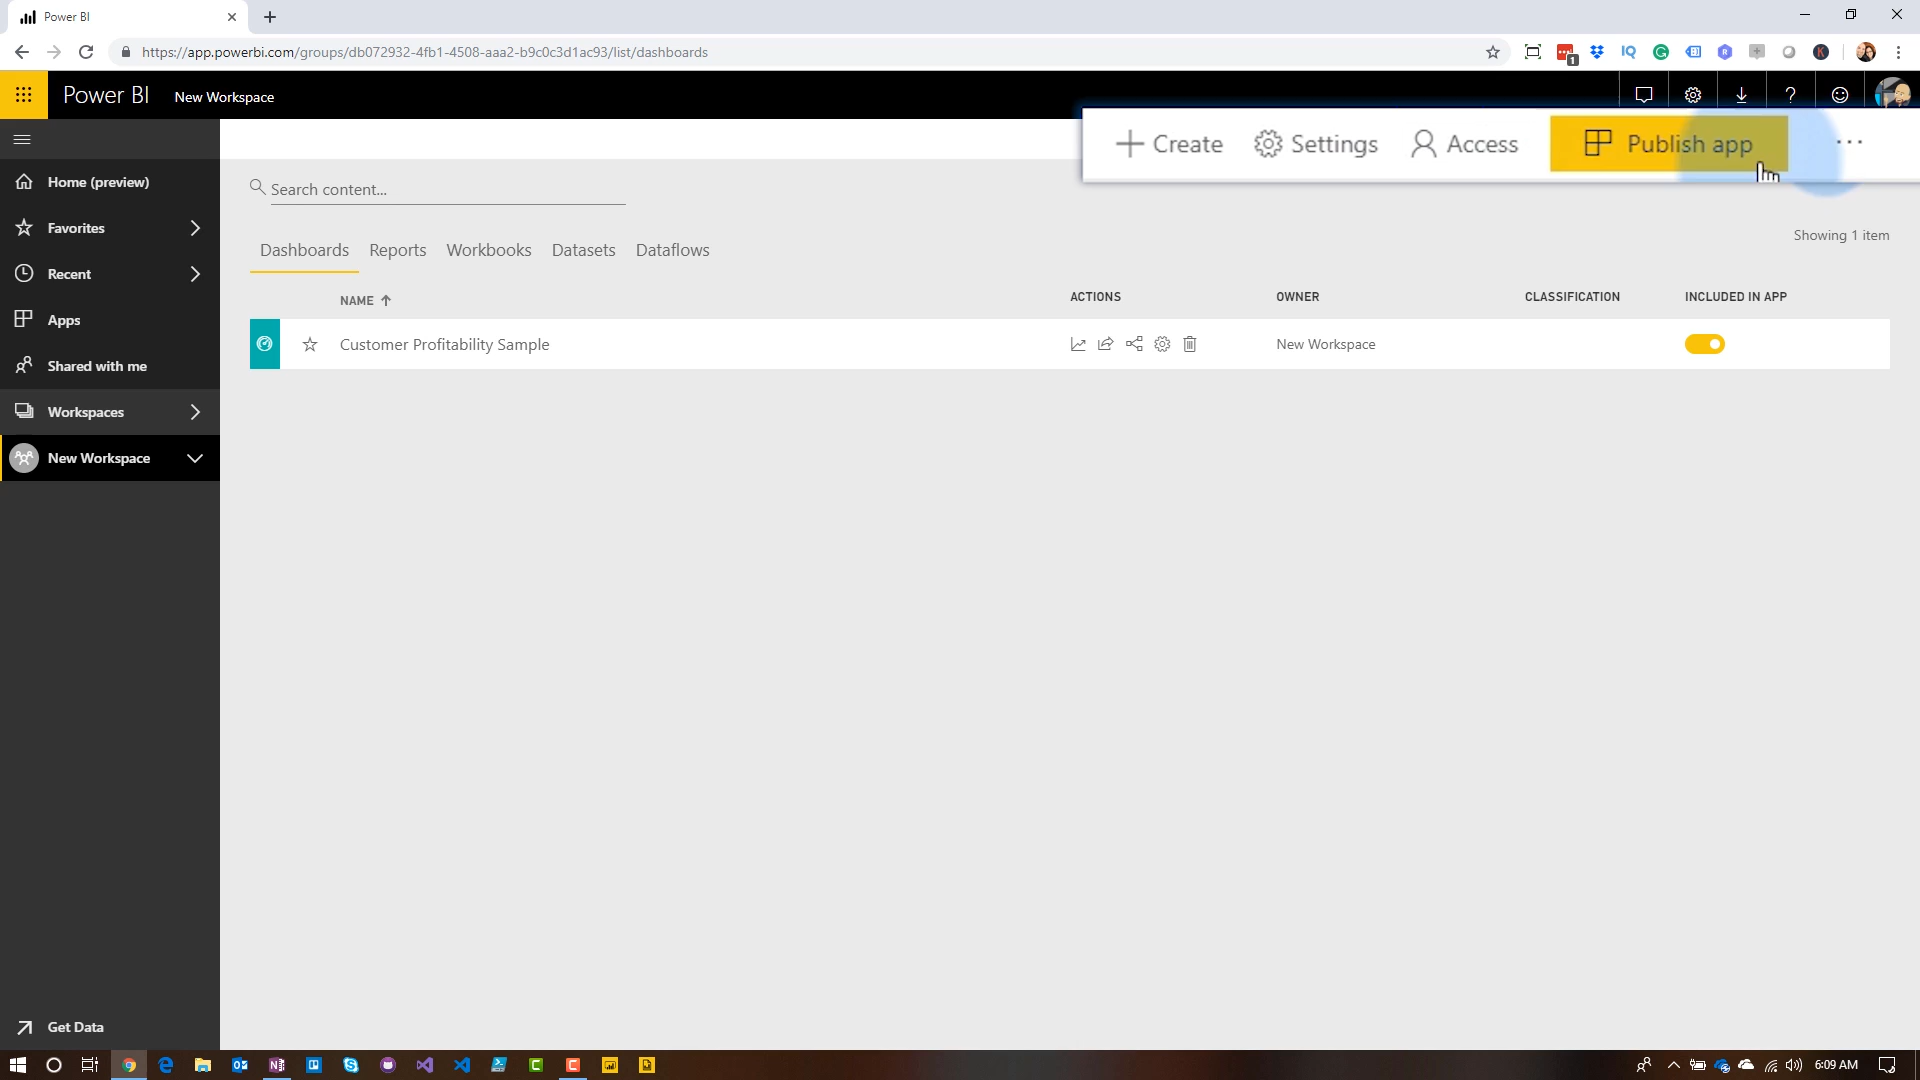 Power BI
https://app.powerbi.com/groups/db072932-4fb1-4508-aaa2-b9c0c3d1ac93/list/dashboards
1
Power BI New Workspace
Create Settings Access Publish app ...
Home (preview)
Favorites
Recent
Apps
Shared with me
Workspaces
New Workspace
Get Data
Search content...
Showing 1 item
Dashboards Reports Workbooks Datasets Dataflows
NAME ACTIONS OWNER CLASSIFICATION INCLUDED IN APP
Customer Profitability Sample New Workspace
6:09 AM